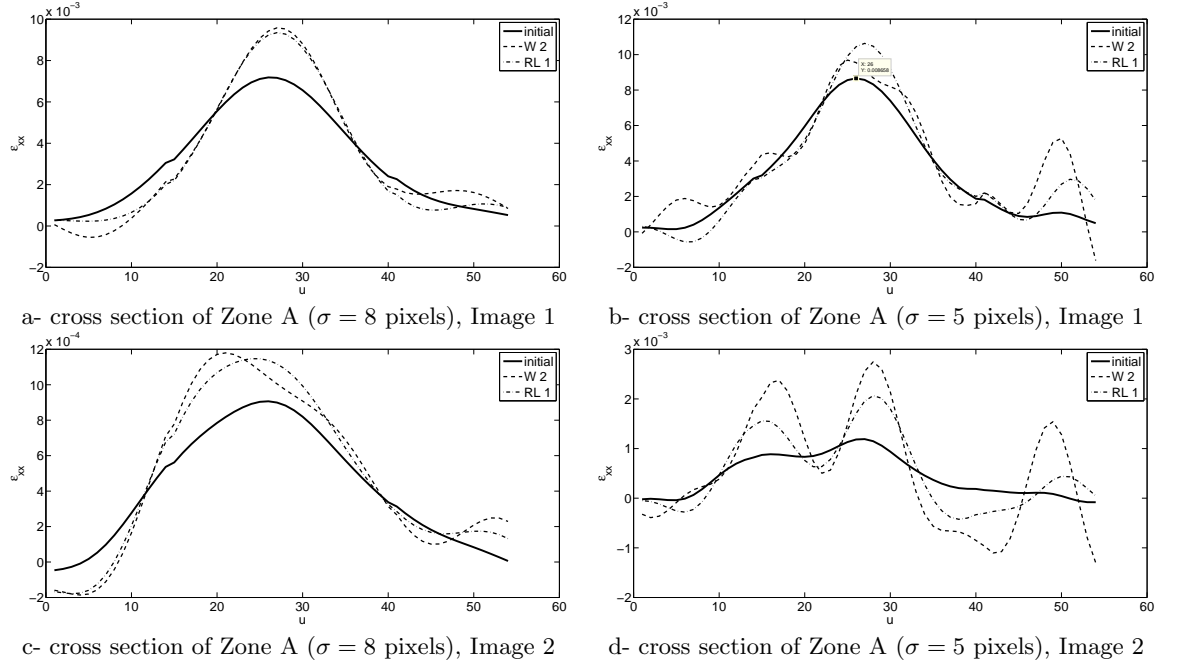 x 10⁻³
10
8
6
4
2
0
−2
εxx
0 10 20 30 40 50 60
u
initial
W 2
RL 1
a- cross section of Zone A (σ = 8 pixels), Image 1
x 10⁻³
12
10
8
6
4
2
0
−2
εxx
0 10 20 30 40 50 60
u
X: 26
Y: 0.008658
initial
W 2
RL 1
b- cross section of Zone A (σ = 5 pixels), Image 1
x 10⁻⁴
12
10
8
6
4
2
0
−2
εxx
0 10 20 30 40 50 60
u
initial
W 2
RL 1
c- cross section of Zone A (σ = 8 pixels), Image 2
x 10⁻³
3
2
1
0
−1
−2
εxx
0 10 20 30 40 50 60
u
initial
W 2
RL 1
d- cross section of Zone A (σ = 5 pixels), Image 2